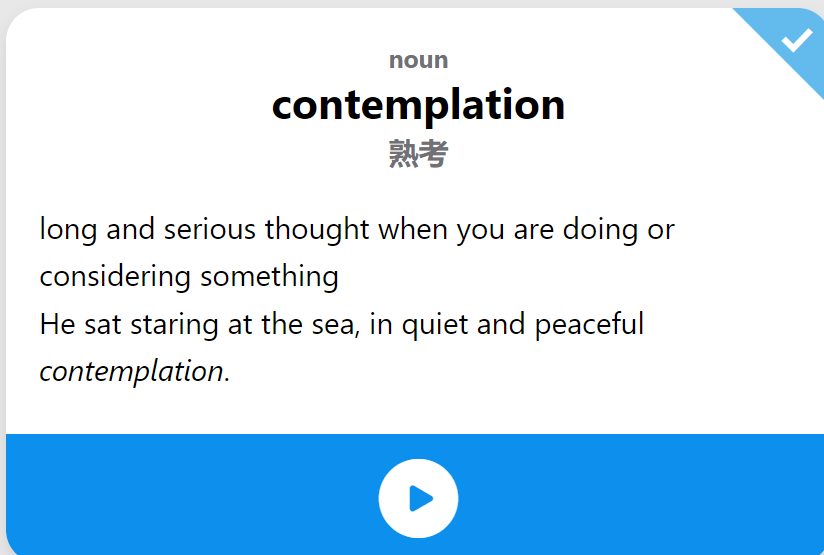 noun
contemplation
熟考
long and serious thought when you are doing or
considering something
He sat staring at the sea, in quiet and peaceful
contemplation.